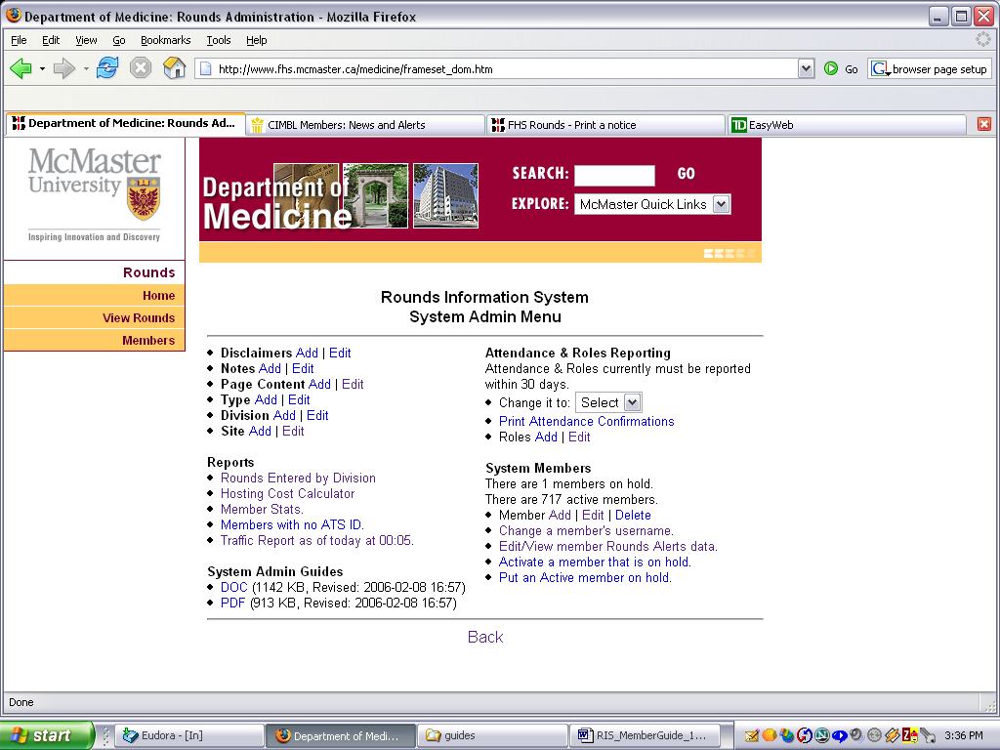 Department of Medicine: Rounds Administration - Mozilla Firefox
File Edit View Go Bookmarks Tools Help
http://www.fhs.mcmaster.ca/medicine/frameset_dom.htm Go browser page setup
Department of Medicine: Rounds Ad... CIMBL Members: News and Alerts FHS Rounds - Print a notice EasyWeb
McMaster
University
Inspiring Innovation and Discovery
Rounds
Home
View Rounds
Members
Department of
Medicine
SEARCH: GO
EXPLORE: McMaster Quick Links
Rounds Information System
System Admin Menu
Disclaimers Add | Edit
Notes Add | Edit
Page Content Add | Edit
Type Add | Edit
Division Add | Edit
Site Add | Edit
Reports
Rounds Entered by Division
Hosting Cost Calculator
Member Stats.
Members with no ATS ID.
Traffic Report as of today at 00:05.
System Admin Guides
DOC (1142 KB, Revised: 2006-02-08 16:57)
PDF (913 KB, Revised: 2006-02-08 16:57)
Attendance & Roles Reporting
Attendance & Roles currently must be reported
within 30 days.
Change it to: Select
Print Attendance Confirmations
Roles Add | Edit
System Members
There are 1 members on hold.
There are 717 active members.
Member Add | Edit | Delete
Change a member's username.
Edit/View member Rounds Alerts data.
Activate a member that is on hold.
Put an Active member on hold.
Back
Done
start Eudora - [In] Department of Medi... guides RIS_MemberGuide_1... 3:36 PM